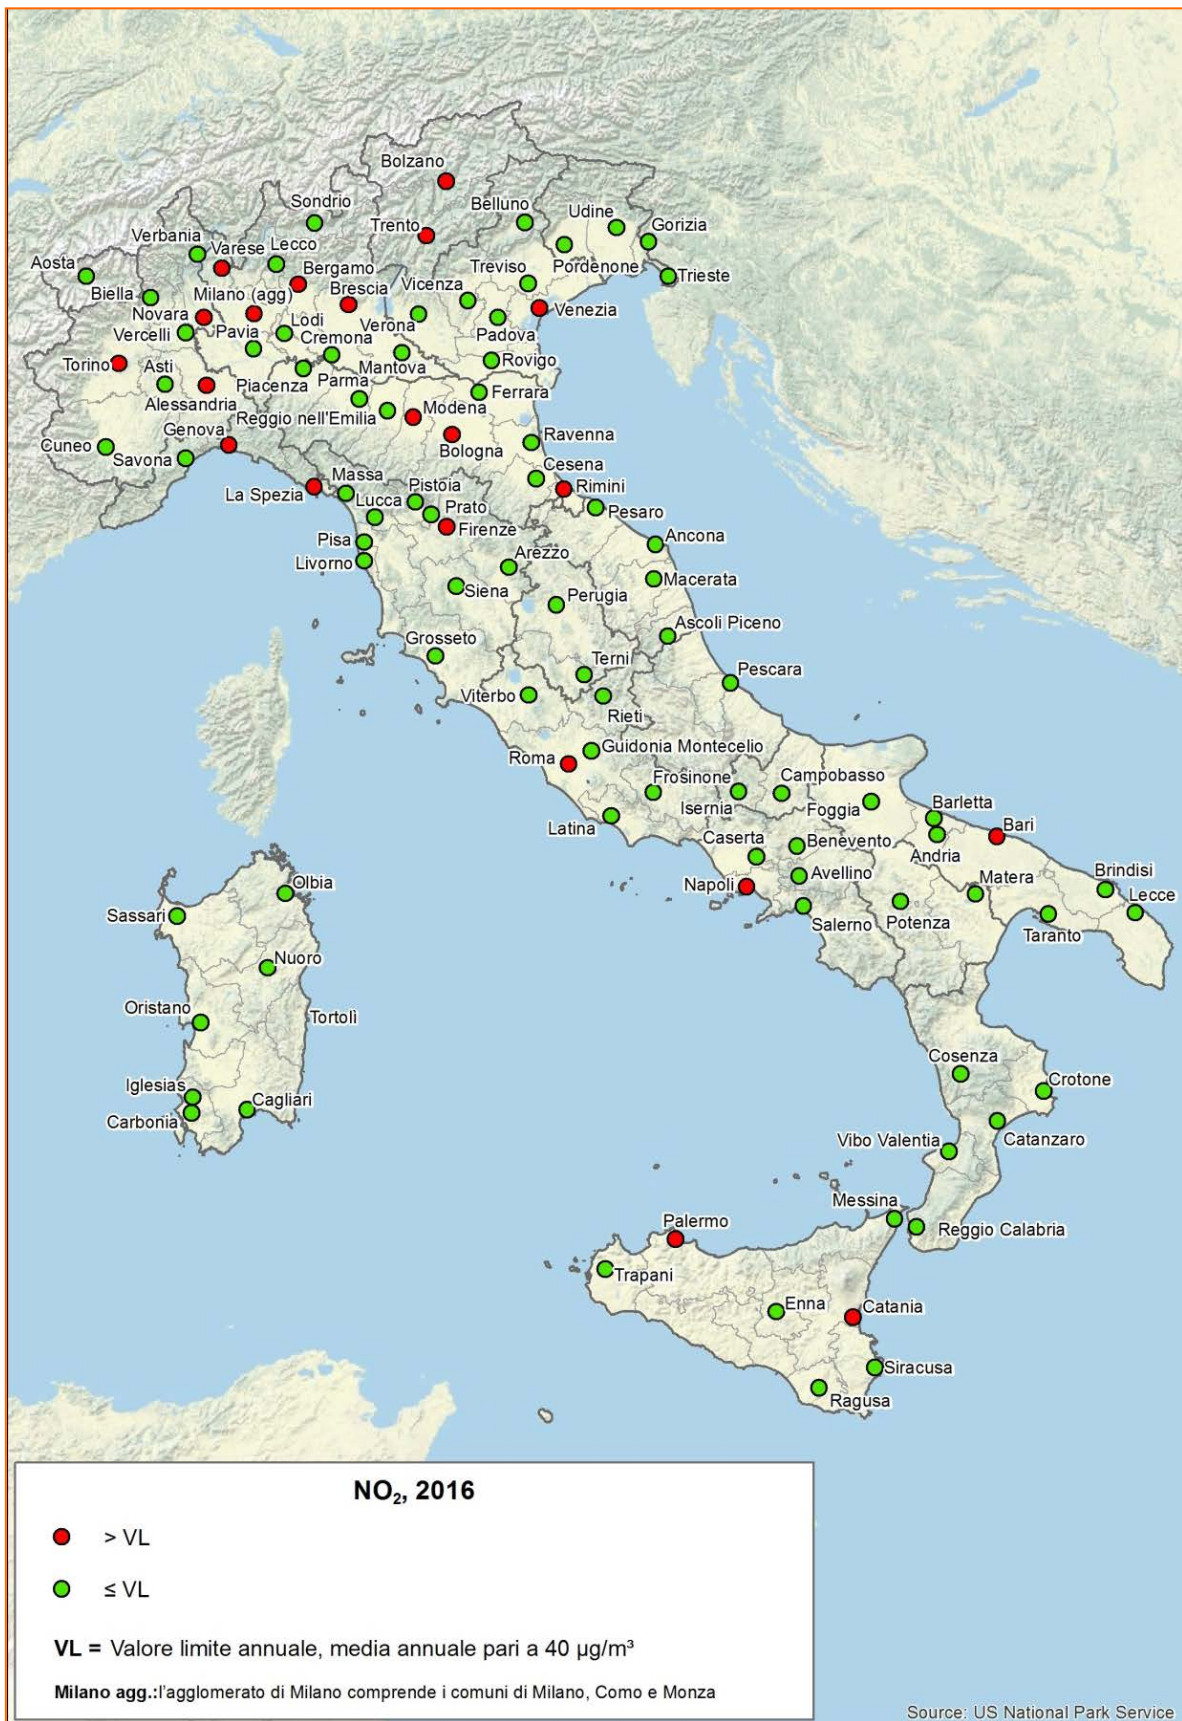 Bolzano
Sondrio
Belluno
Udine
Trento
Gorizia
Verbania
Varese
Lecco
Pordenone
Aosta
Bergamo
Treviso
Trieste
Biella
Milano (agg)
Brescia
Vicenza
Novara
Venezia
Vercelli
Pavia
Lodi
Verona
Padova
Cremona
Torino
Asti
Mantova
Rovigo
Piacenza
Parma
Ferrara
Alessandria
Reggio nell'Emilia
Modena
Genova
Ravenna
Cuneo
Bologna
Savona
Cesena
Massa
La Spezia
Pistoia
Rimini
Lucca
Prato
Pesaro
Firenze
Pisa
Ancona
Livorno
Arezzo
Macerata
Siena
Perugia
Ascoli Piceno
Grosseto
Terni
Pescara
Viterbo
Rieti
Guidonia Montecelio
Roma
Frosinone
Campobasso
Isernia
Foggia
Barletta
Latina
Bari
Caserta
Benevento
Andria
Avellino
Matera
Brindisi
Napoli
Olbia
Lecce
Sassari
Salerno
Potenza
Taranto
Nuoro
Oristano
Tortolì
Cosenza
Iglesias
Crotone
Cagliari
Carbonia
Catanzaro
Vibo Valentia
Messina
Palermo
Reggio Calabria
Trapani
Enna
Catania
Siracusa
Ragusa
NO₂, 2016
> VL
≤ VL
VL = Valore limite annuale, media annuale pari a 40 µg/m³
Milano agg.:l'agglomerato di Milano comprende i comuni di Milano, Como e Monza
Source: US National Park Service